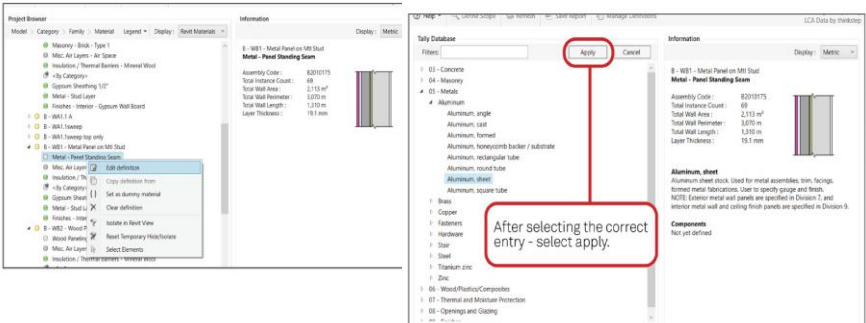 Project Browser
Model > Category > Family > Material Legend Display: Revit Materials
Masonry - Brick - Type 1
Misc. Air Layers - Air Space
Insulation / Thermal Barriers - Mineral Wool
<By Category>
Gypsum Sheathing 1/2"
Metal - Stud Layer
Finishes - Interior - Gypsum Wall Board
B - WA1.1 A
B - WA1.1sweep
B - WA1.1sweep top only
B - WB1 - Metal Panel on Mtl Stud
Metal - Panel Standing Seam
Misc. Air Layer
Insulation / Th
<By Category>
Gypsum Sheat
Metal - Stud L
Finishes - Inter
B - WB2 - Wood P
Wood Paneling
Misc. Air Layer
Insulation / Thermal Barriers - Mineral Wool
Edit definition
Copy definition from
Set as dummy material
Clear definition
Isolate in Revit View
Reset Temporary Hide/Isolate
Select Elements
Information
Display: Metric
B - WB1 - Metal Panel on Mtl Stud
Metal - Panel Standing Seam
Assembly Code: B2010175
Total Instance Count: 69
Total Wall Area: 2,113 m²
Total Wall Perimeter: 3,070 m
Total Wall Length: 1,310 m
Layer Thickness: 19.1 mm
Help Define Scope Refresh Save Report Manage Definitions
LCA Data by thinkstep
Tally Database
Filters: Apply Cancel
03 - Concrete
04 - Masonry
05 - Metals
Aluminum
Aluminum, angle
Aluminum, cast
Aluminum, formed
Aluminum, honeycomb backer / substrate
Aluminum, rectangular tube
Aluminum, round tube
Aluminum, sheet
Aluminum, square tube
Brass
Copper
Fasteners
Hardware
Stair
Steel
Titanium zinc
Zinc
06 - Wood/Plastics/Composites
07 - Thermal and Moisture Protection
08 - Openings and Glazing
After selecting the correct
entry - select apply.
Information
Display: Metric
B - WB1 - Metal Panel on Mtl Stud
Metal - Panel Standing Seam
Assembly Code: B2010175
Total Instance Count: 69
Total Wall Area: 2,113 m²
Total Wall Perimeter: 3,070 m
Total Wall Length: 1,310 m
Layer Thickness: 19.1 mm
Aluminum, sheet
Aluminum sheet stock. Used for metal assemblies, trim, facings,
formed metal fabrications. User to specify gauge and finish.
NOTE: Exterior metal wall panels are specified in Division 7, and
interior metal wall and ceiling finish panels are specified in Division 9.
Components
Not yet defined